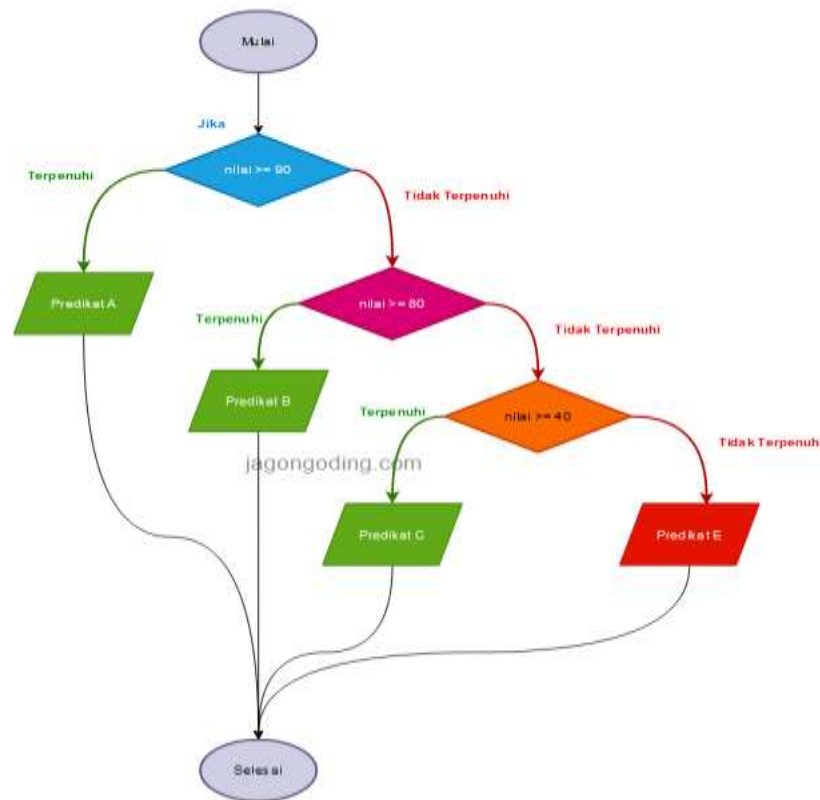 Mulai
Jika
nilai >= 90
Terpenuhi
Tidak Terpenuhi
Predikat A
nilai >= 80
Terpenuhi
Tidak Terpenuhi
Predikat B
nilai >= 40
Terpenuhi
Tidak Terpenuh
jagongoding.com
Predikat C
Predikat E
Selesai